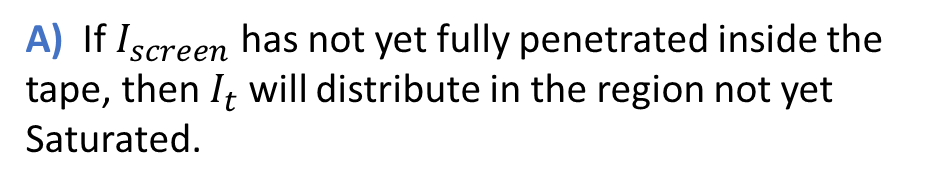 A) If I_screen has not yet fully penetrated inside the
tape, then I_t will distribute in the region not yet
Saturated.